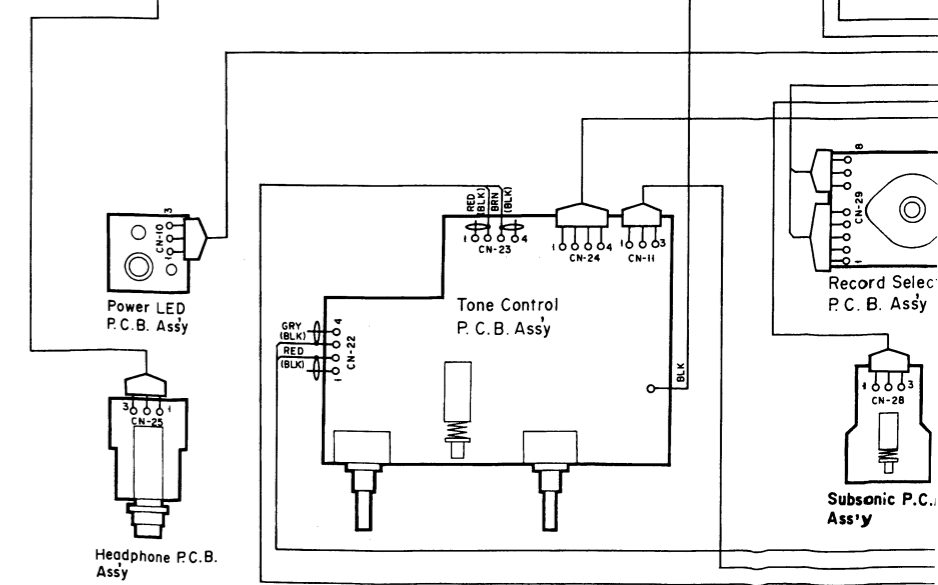 8
CN-29
1
Record Selec
P. C. B. Ass'y
RED
(BLK)
BRN
(BLK)
1
4
CN-23
1
4
CN-24
1
3
CN-11
3
CN-10
1
Power LED
P.C.B. Ass'y
Tone Control
P.C.B. Ass'y
GRY
(BLK)
RED
(BLK)
4
CN-22
1
BLK
1
3
CN-28
3
1
CN-25
Subsonic P.C.
Ass'y
Headphone P.C.B.
Ass'y